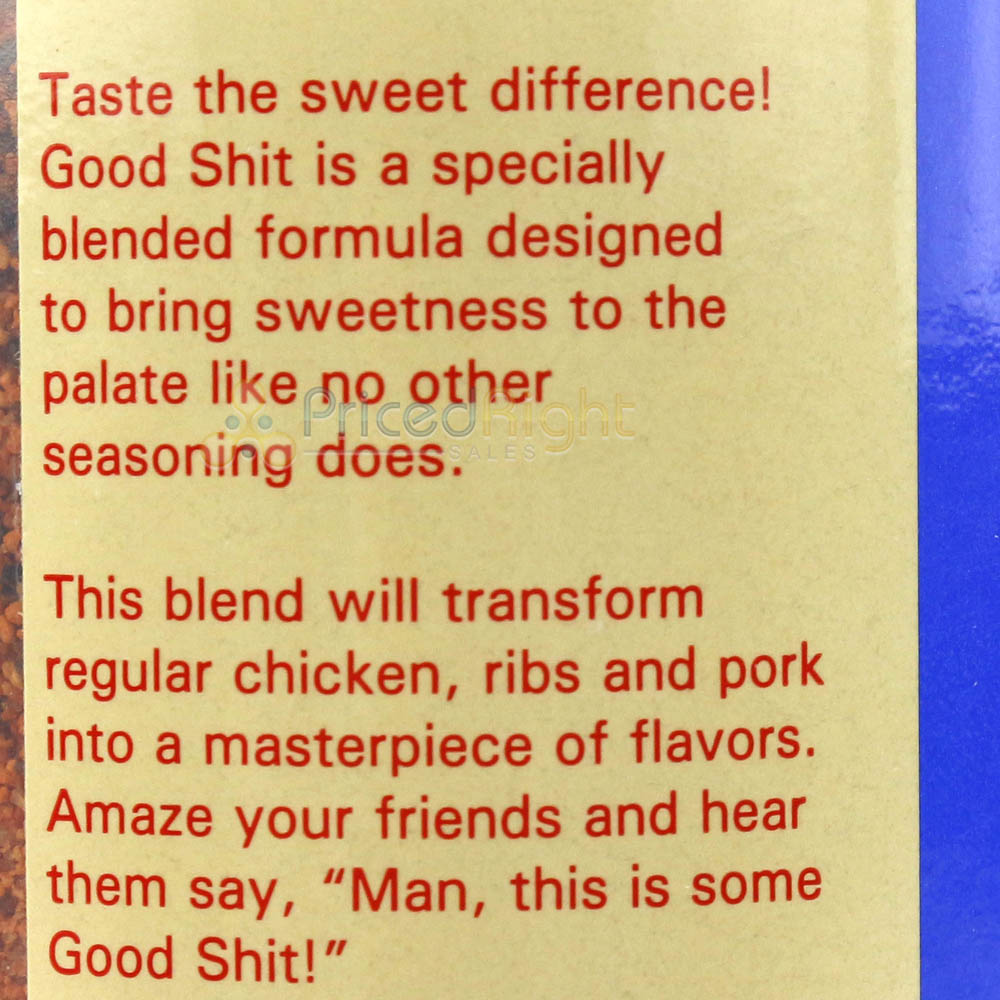 Taste the sweet difference!
Good Shit is a specially
blended formula designed
to bring sweetness to the
palate like no other
PricedRight
seasoning does.
SALES
This blend will transform
regular chicken, ribs and pork
into a masterpiece of flavors.
Amaze your friends and hear
them say, “Man, this is some
Good Shit!”